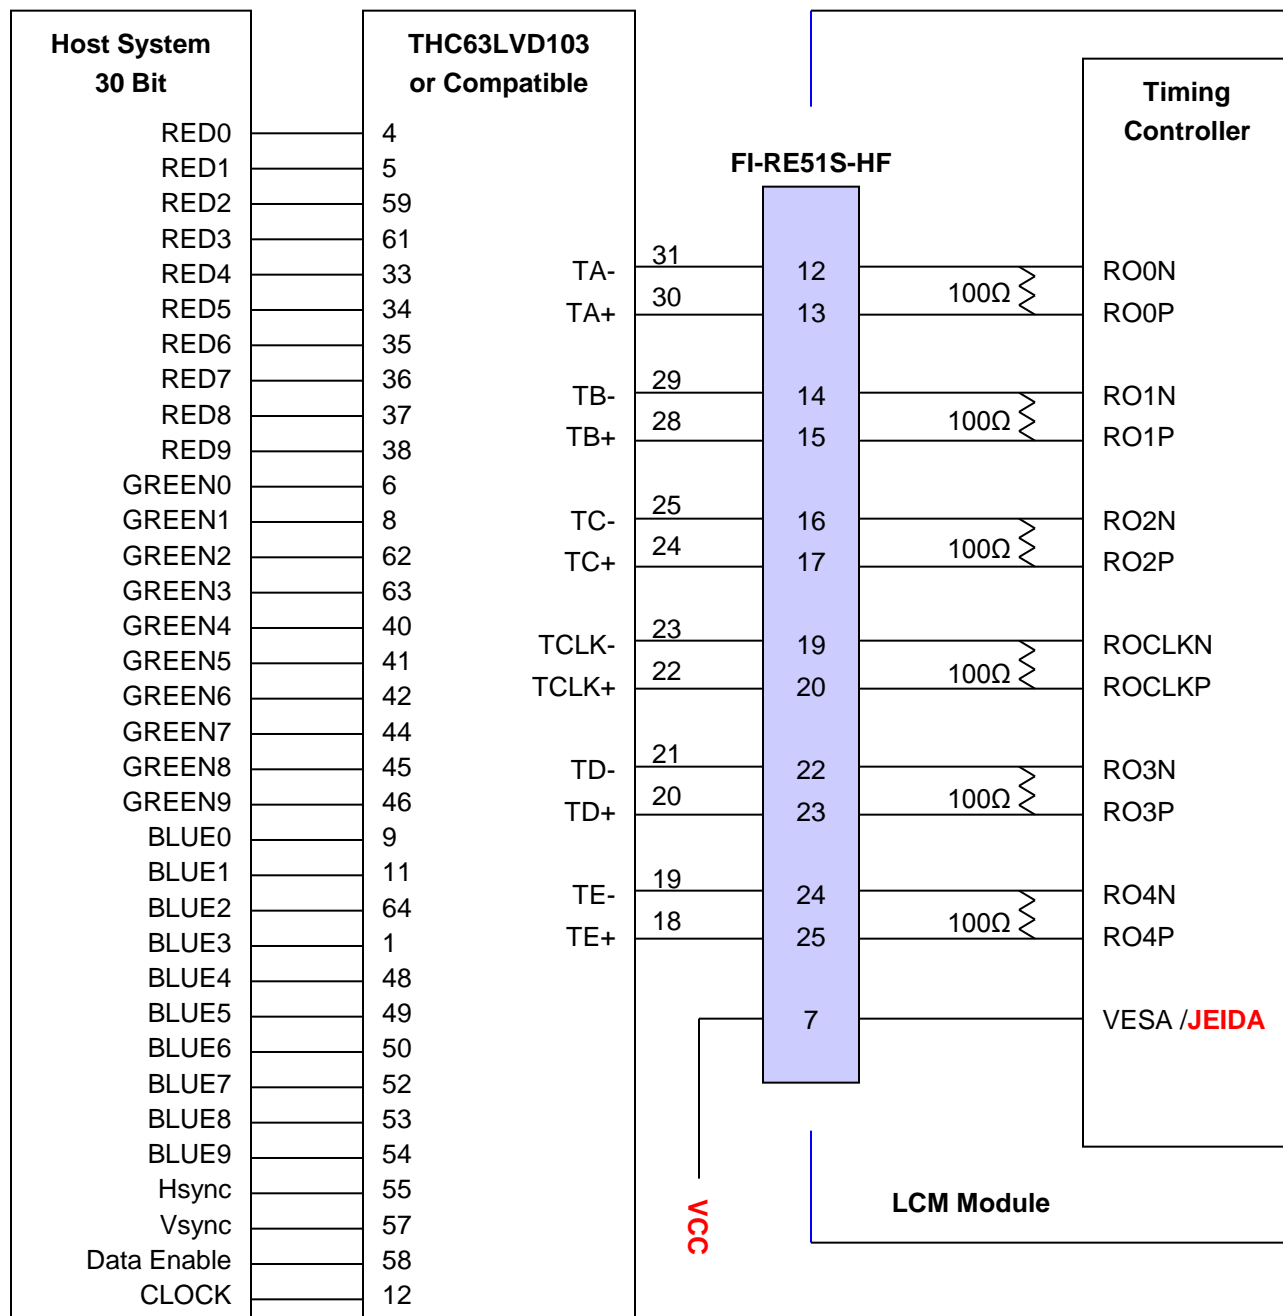 Host System
30 Bit
RED0
RED1
RED2
RED3
RED4
RED5
RED6
RED7
RED8
RED9
GREEN0
GREEN1
GREEN2
GREEN3
GREEN4
GREEN5
GREEN6
GREEN7
GREEN8
GREEN9
BLUE0
BLUE1
BLUE2
BLUE3
BLUE4
BLUE5
BLUE6
BLUE7
BLUE8
BLUE9
Hsync
Vsync
Data Enable
CLOCK
THC63LVD103
or Compatible
4
5
59
61
33
34
35
36
37
38
6
8
62
63
40
41
42
44
45
46
9
11
64
1
48
49
50
52
53
54
55
57
58
12
TA-
TA+
TB-
TB+
TC-
TC+
TCLK-
TCLK+
TD-
TD+
TE-
TE+
31
30
29
28
25
24
23
22
21
20
19
18
VCC
FI-RE51S-HF
12
13
14
15
16
17
19
20
22
23
24
25
7
100Ω
100Ω
100Ω
100Ω
100Ω
100Ω
Timing
Controller
RO0N
RO0P
RO1N
RO1P
RO2N
RO2P
ROCLKN
ROCLKP
RO3N
RO3P
RO4N
RO4P
VESA /JEIDA
LCM Module